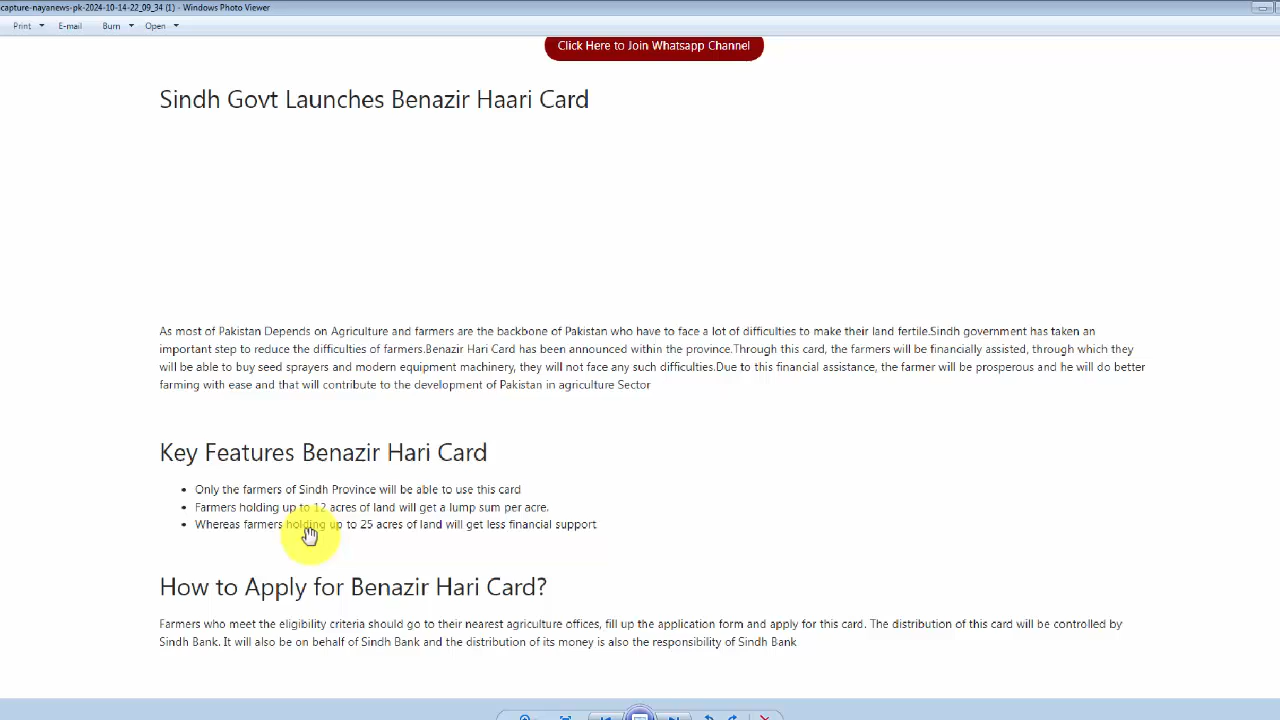 capture-nayanews-pk-2024-10-14-22_09_34 (1) - Windows Photo Viewer
Print E-mail Burn Open
Click Here to Join Whatsapp Channel
Sindh Govt Launches Benazir Haari Card
As most of Pakistan Depends on Agriculture and farmers are the backbone of Pakistan who have to face a lot of difficulties to make their land fertile.Sindh government has taken an
important step to reduce the difficulties of farmers.Benazir Hari Card has been announced within the province.Through this card, the farmers will be financially assisted, through which they
will be able to buy seed sprayers and modern equipment machinery, they will not face any such difficulties.Due to this financial assistance, the farmer will be prosperous and he will do better
farming with ease and that will contribute to the development of Pakistan in agriculture Sector
Key Features Benazir Hari Card
• Only the farmers of Sindh Province will be able to use this card
• Farmers holding up to 12 acres of land will get a lump sum per acre.
• Whereas farmers holding up to 25 acres of land will get less financial support
How to Apply for Benazir Hari Card?
Farmers who meet the eligibility criteria should go to their nearest agriculture offices, fill up the application form and apply for this card. The distribution of this card will be controlled by
Sindh Bank. It will also be on behalf of Sindh Bank and the distribution of its money is also the responsibility of Sindh Bank